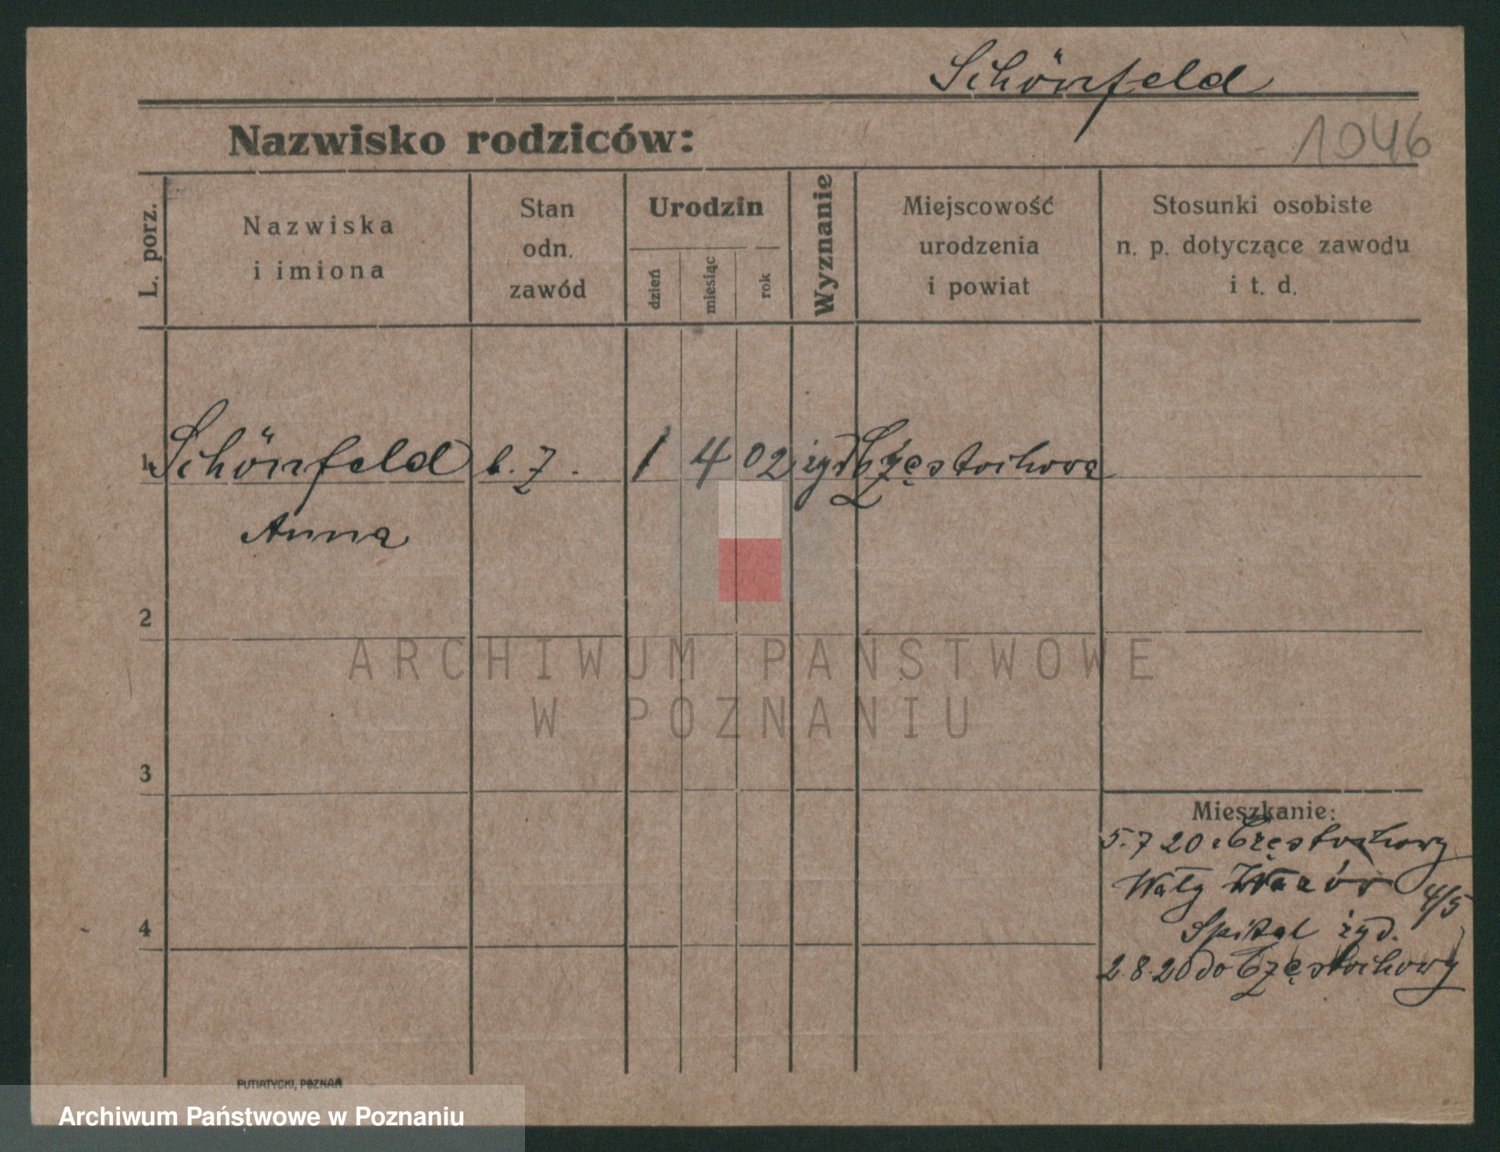 Schönfeld
Nazwisko rodziców:
1046
L. porz.
Nazwiska
i imiona
Stan
odn.
zawód
Urodzin
dzień
miesiąc
rok
Wyznanie
Miejscowość
urodzenia
i powiat
Stosunki osobiste
n. p. dotyczące zawodu
i t. d.
1 Schönfeld b. Z. 1 4 02 żyd Częstochowa
Anna
2
3
4
Mieszkanie:
5.7 20 z Częstochowy
Wały 4/5
Szpital żyd.
2.8.20 do Częstochowy
PUTIATYCKI, POZNAŃ
ARCHIWUM PAŃSTWOWE
W POZNANIU
Archiwum Państwowe w Poznaniu